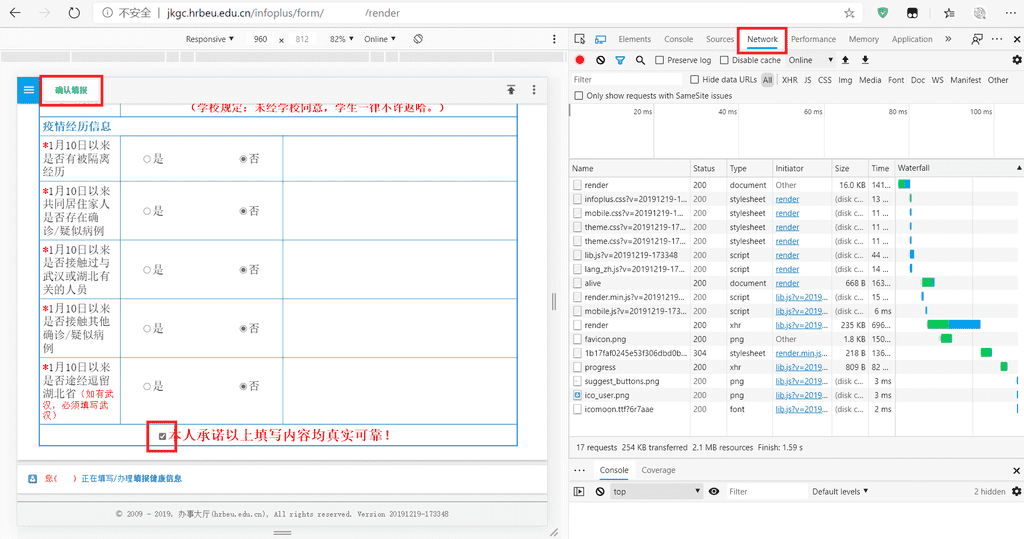 不安全 | jkgc.hrbeu.edu.cn/infoplus/form/ /render
Responsive ▼ 960 x 812 82% ▼ Online ▼
Elements Console Sources Network Performance Memory Application »
Preserve log Disable cache Online ▼
Filter Hide data URLs All XHR JS CSS Img Media Font Doc WS Manifest Other
Only show requests with SameSite issues
20 ms 40 ms 60 ms 80 ms 100 ms
确认填报
(学校规定：未经学校同意，学生一律不许返哈。)
疫情经历信息
*1月10日以来
是否有被隔离
经历
是 否
*1月10日以来
共同居住家人
是否存在确
诊/疑似病例
是 否
*1月10日以来
是否接触过与
武汉或湖北有
关的人员
是 否
*1月10日以来
是否接触其他
确诊/疑似病
例
是 否
*1月10日以来
是否途经逗留
湖北省（如有武
汉，必须填写武
汉）
是 否
本人承诺以上填写内容均真实可靠！
您( ) 正在填写/办理填报健康信息
© 2009 - 2019. 办事大厅(hrbeu.edu.cn), All rights reserved. Version 20191219-173348
Name Status Type Initiator Size Time Waterfall
render 200 document Other 16.0 KB 141...
infoplus.css?v=20191219-1... 200 stylesheet render (disk c... 13 ...
mobile.css?v=20191219-1... 200 stylesheet render (disk c... 11 ...
theme.css?v=20191219-17... 200 stylesheet render (disk c... 11 ...
theme.css?v=20191219-17... 200 stylesheet render (disk c... 11 ...
lib.js?v=20191219-173348 200 script render (disk c... 44 ...
lang_zh.js?v=20191219-17... 200 script render (disk c... 14 ...
alive 200 document render 668 B 163...
render.min.js?v=2019121... 200 script lib.js?v=2019... (disk c... 15 ...
mobile.js?v=20191219-173... 200 script lib.js?v=2019... (disk c... 6 ms
render 200 xhr lib.js?v=2019... 235 KB 696...
favicon.png 200 png Other 1.8 KB 150...
1b17faf0245e53f306dbd0b... 304 stylesheet render.min.js... 218 B 136...
progress 200 xhr lib.js?v=2019... 809 B 82 ...
suggest_buttons.png 200 png lib.js?v=2019... (disk c... 3 ms
ico_user.png 200 png lib.js?v=2019... (disk c... 3 ms
icomoon.ttf?6r7aae 200 font lib.js?v=2019... (disk c... 2 ms
17 requests 254 KB transferred 2.1 MB resources Finish: 1.59 s
Console Coverage
top ▼ Filter Default levels ▼ 2 hidden